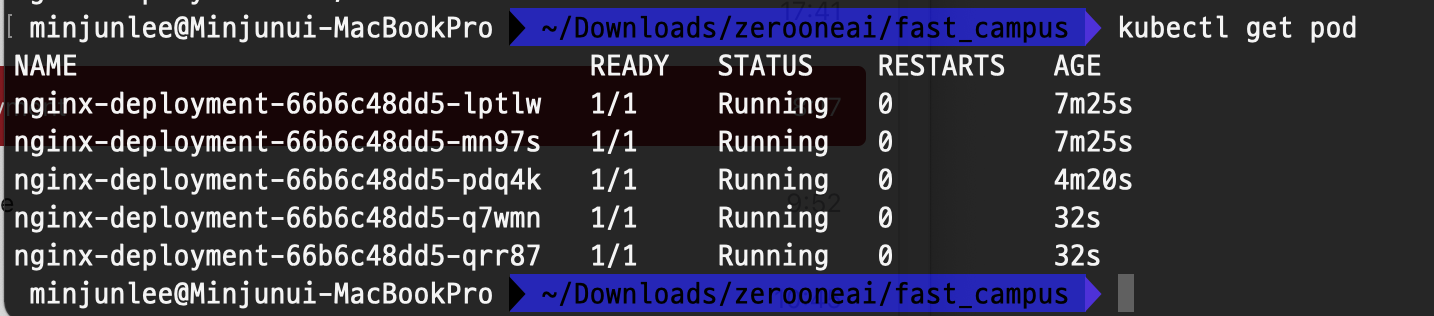 minjunlee@Minjunui-MacBookPro ~/Downloads/zerooneai/fast_campus kubectl get pod
NAME READY STATUS RESTARTS AGE
nginx-deployment-66b6c48dd5-lptlw 1/1 Running 0 7m25s
nginx-deployment-66b6c48dd5-mn97s 1/1 Running 0 7m25s
nginx-deployment-66b6c48dd5-pdq4k 1/1 Running 0 4m20s
nginx-deployment-66b6c48dd5-q7wmn 1/1 Running 0 32s
nginx-deployment-66b6c48dd5-qrr87 1/1 Running 0 32s
minjunlee@Minjunui-MacBookPro ~/Downloads/zerooneai/fast_campus